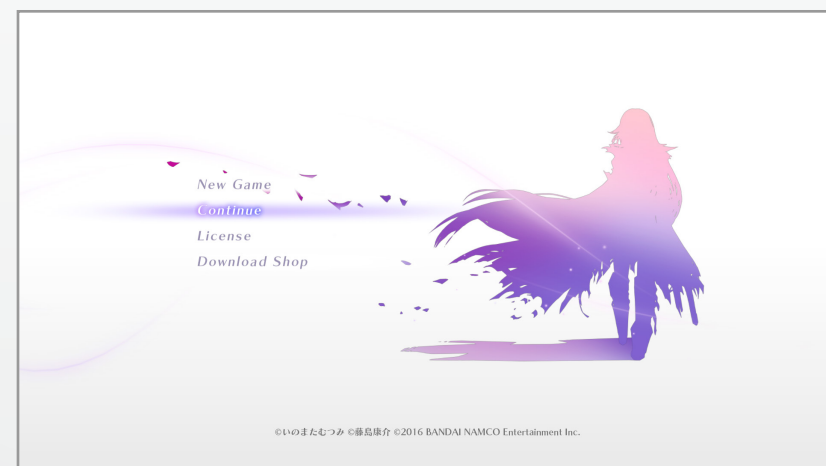 New Game
Continue
License
Download Shop
©いのまたむつみ ©藤島康介 ©2016 BANDAI NAMCO Entertainment Inc.